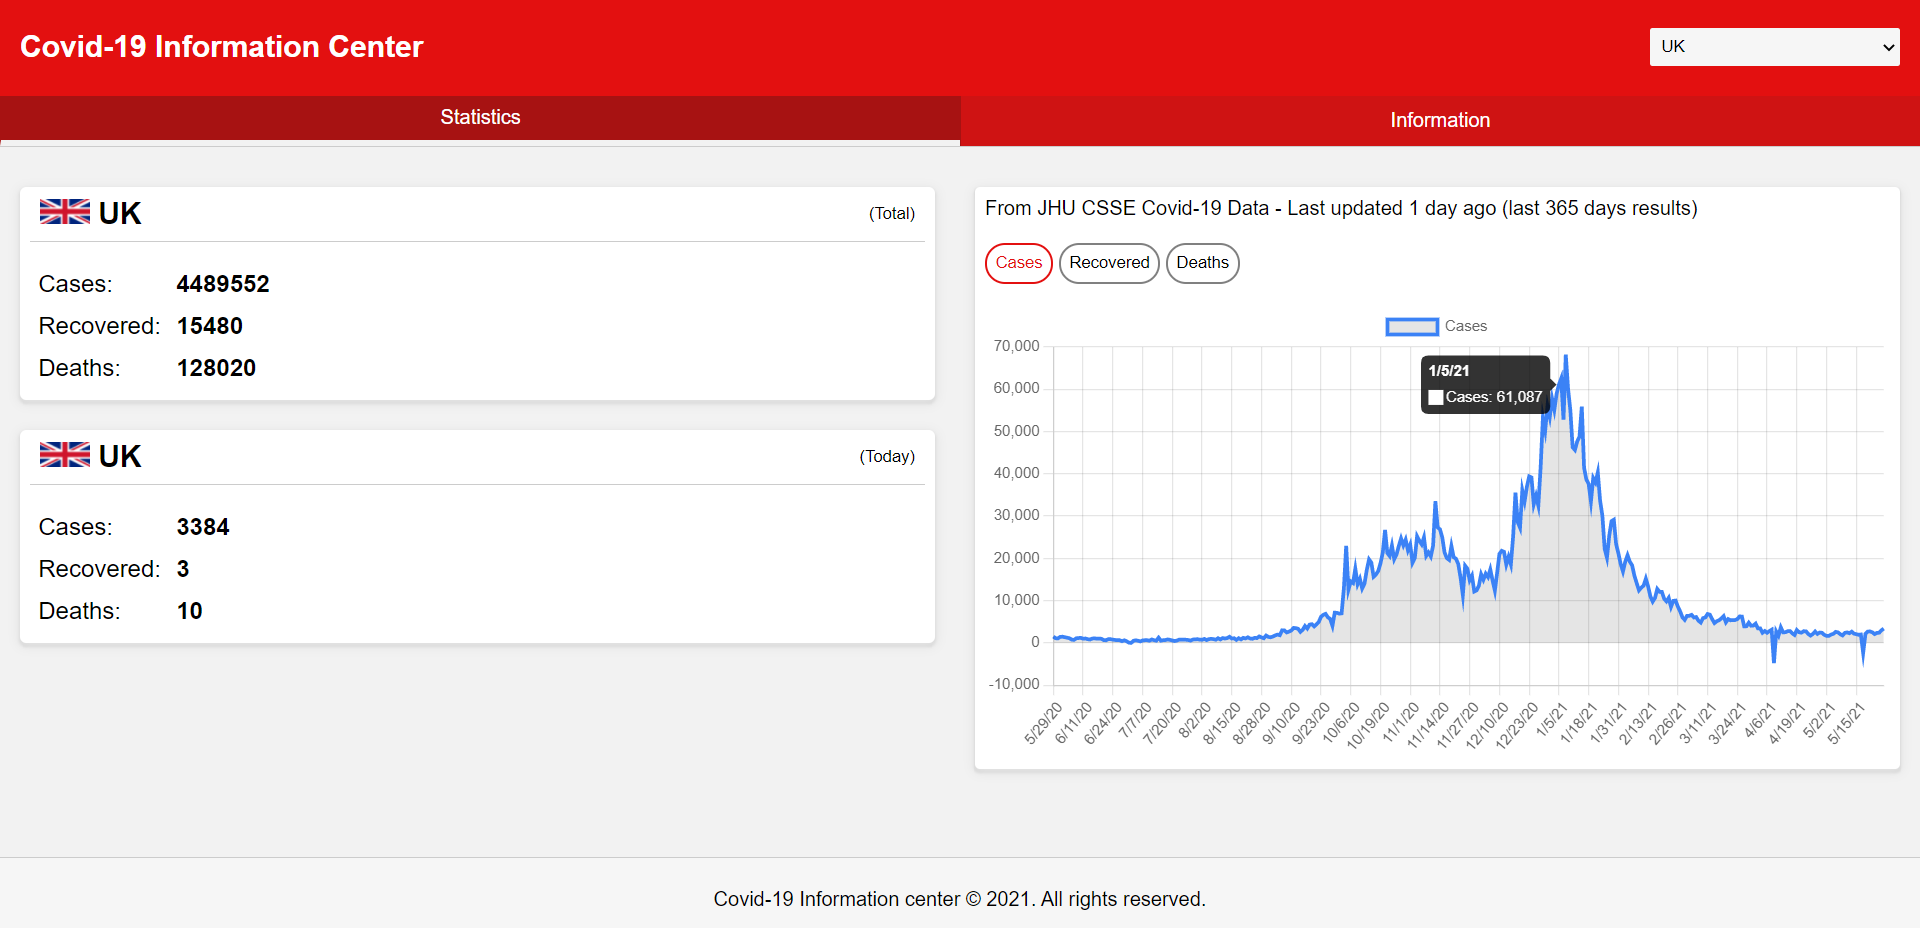 Covid-19 Information Center
UK
Statistics
Information
UK
(Total)
Cases: 4489552
Recovered: 15480
Deaths: 128020
UK
(Today)
Cases: 3384
Recovered: 3
Deaths: 10
From JHU CSSE Covid-19 Data - Last updated 1 day ago (last 365 days results)
Cases Recovered Deaths
Cases
70,000
60,000
50,000
40,000
30,000
20,000
10,000
0
-10,000
1/5/21
Cases: 61,087
5/29/20
6/11/20
6/24/20
7/7/20
7/20/20
8/2/20
8/15/20
8/28/20
9/10/20
9/23/20
10/6/20
10/19/20
11/1/20
11/14/20
11/27/20
12/10/20
12/23/20
1/5/21
1/18/21
1/31/21
2/13/21
2/26/21
3/11/21
3/24/21
4/6/21
4/19/21
5/2/21
5/15/21
Covid-19 Information center © 2021. All rights reserved.